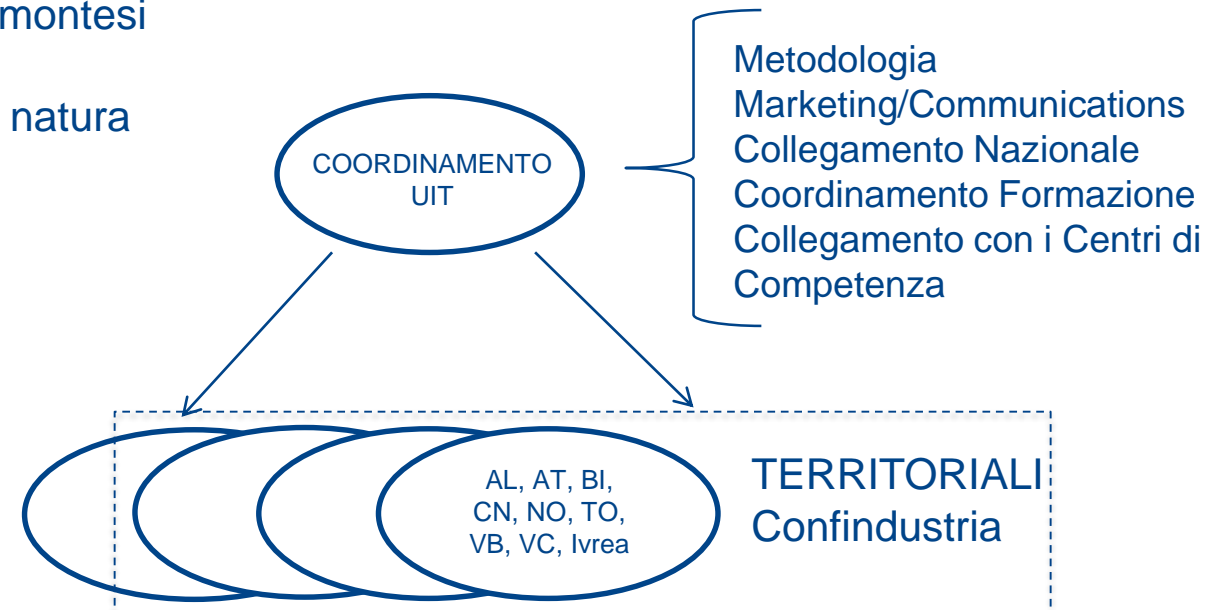 montesi
natura
COORDINAMENTO
UIT
Metodologia
Marketing/Communications
Collegamento Nazionale
Coordinamento Formazione
Collegamento con i Centri di
Competenza
AL, AT, BI,
CN, NO, TO,
VB, VC, Ivrea
TERRITORIALI
Confindustria